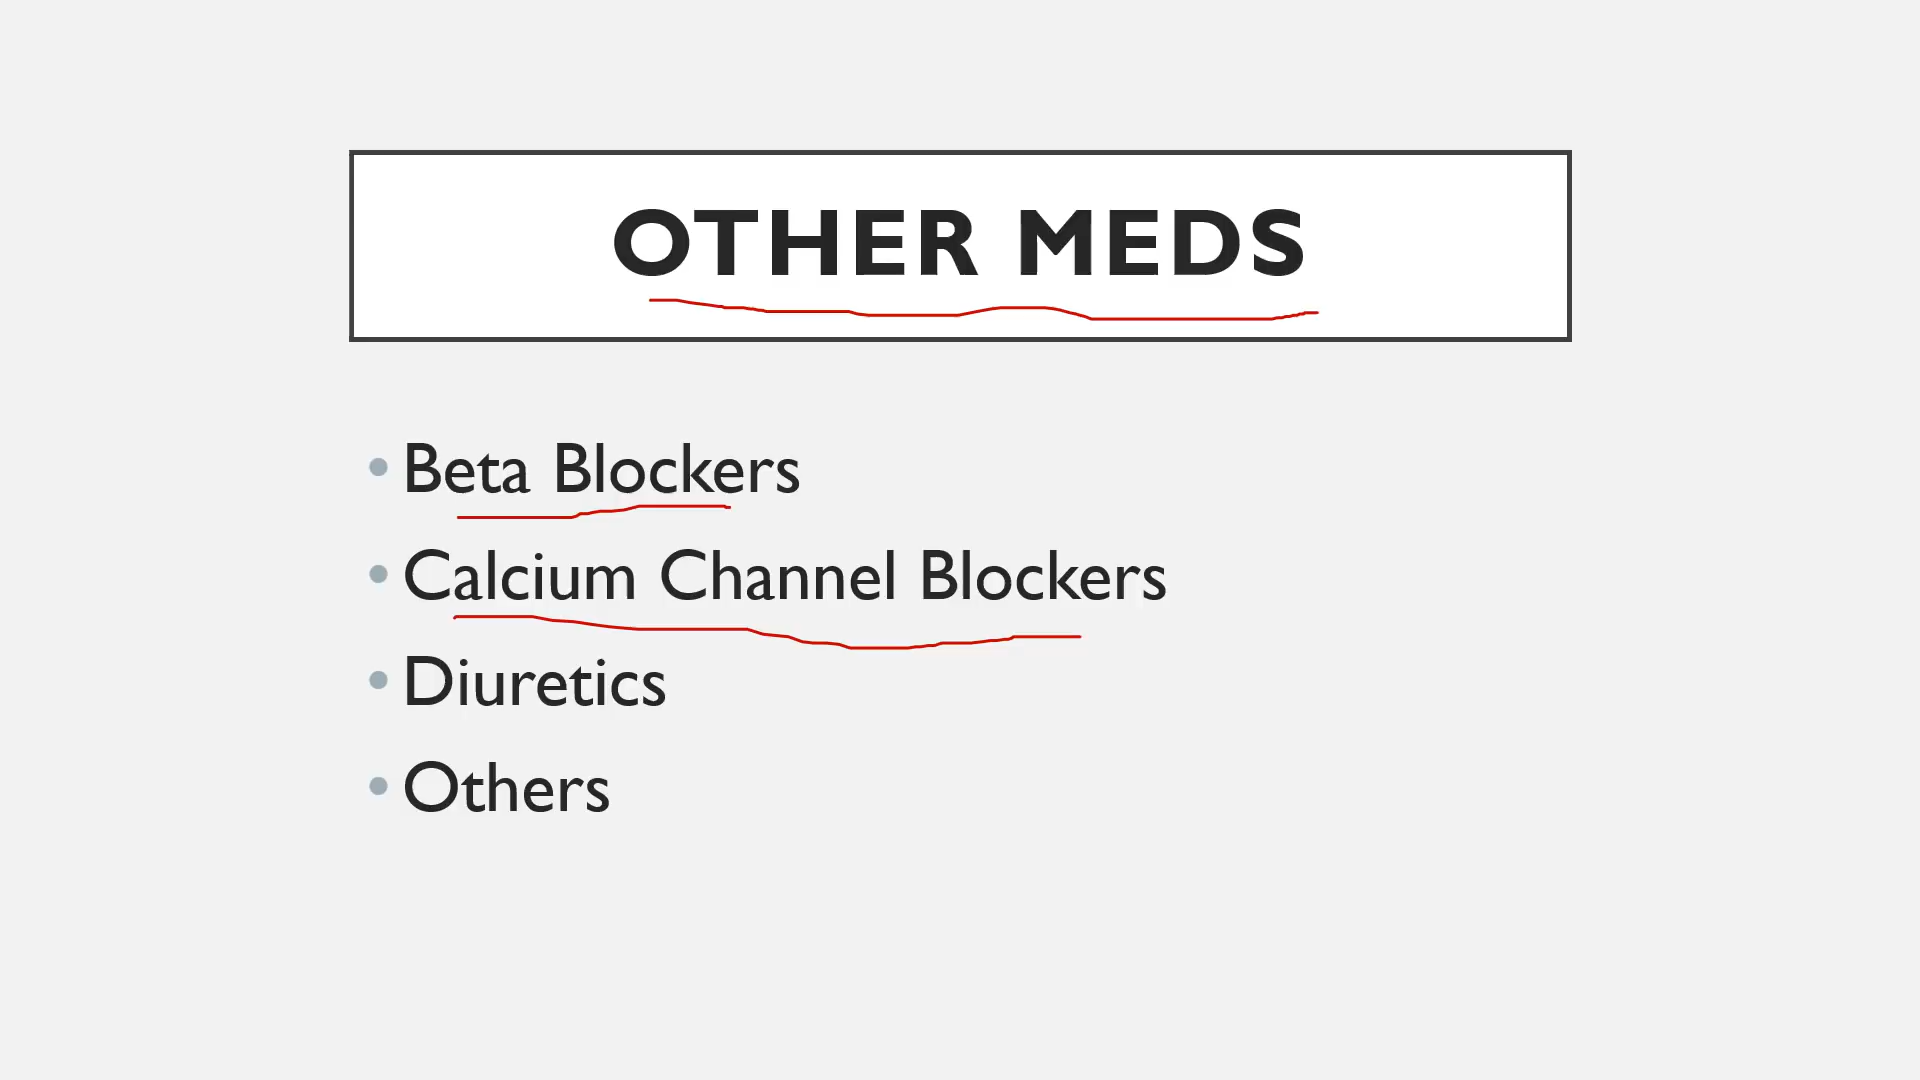 OTHER MEDS
• Beta Blockers
• Calcium Channel Blockers
• Diuretics
• Others